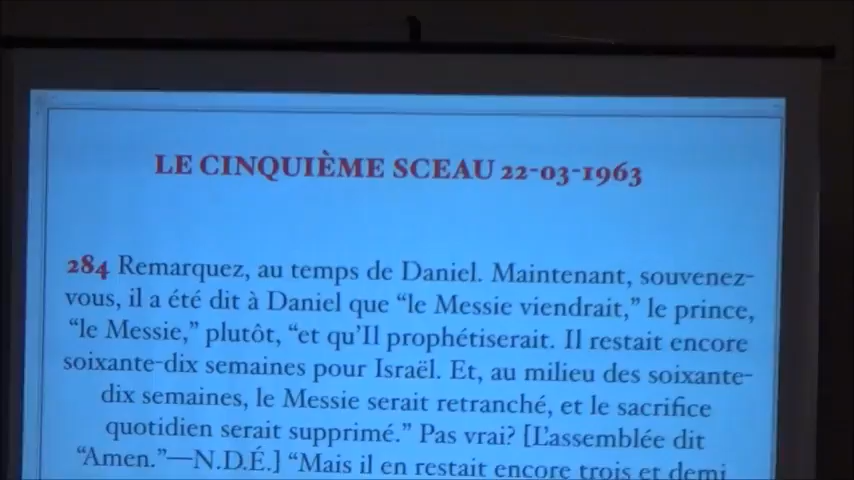 LE CINQUIÈME SCEAU 22-03-1963
284 Remarquez, au temps de Daniel. Maintenant, souvenez-
vous, il a été dit à Daniel que “le Messie viendrait,” le prince,
“le Messie,” plutôt, “et qu’Il prophétiserait. Il restait encore
soixante-dix semaines pour Israël. Et, au milieu des soixante-
dix semaines, le Messie serait retranché, et le sacrifice
quotidien serait supprimé.” Pas vrai? [L’assemblée dit
“Amen.”—N.D.É.] “Mais il en restait encore trois et demi